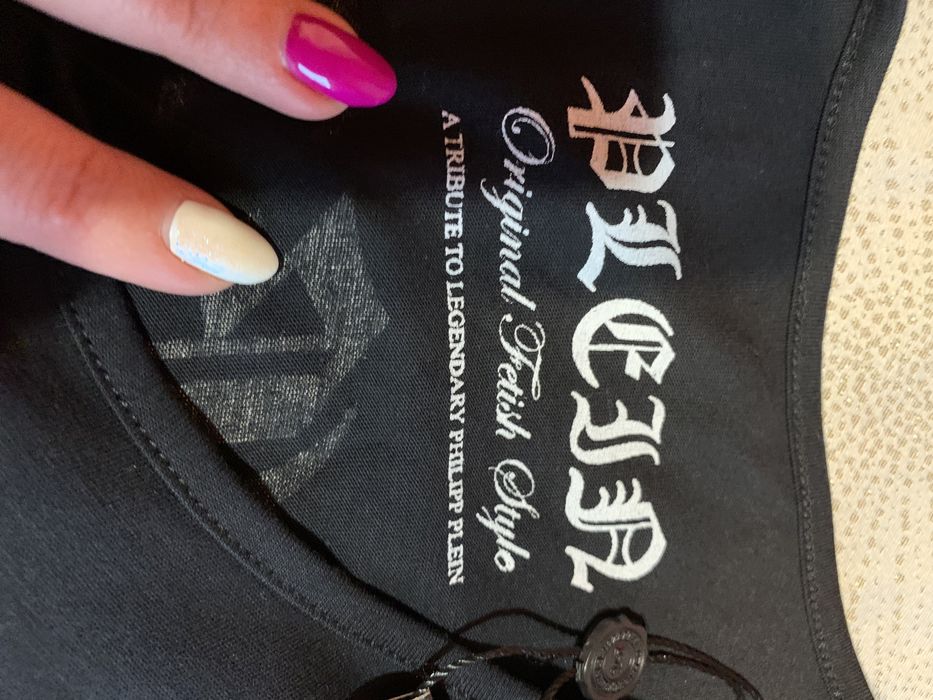 PLEIN
Original Fetish Style
A TRIBUTE TO LEGENDARY PHILIPP PLEIN